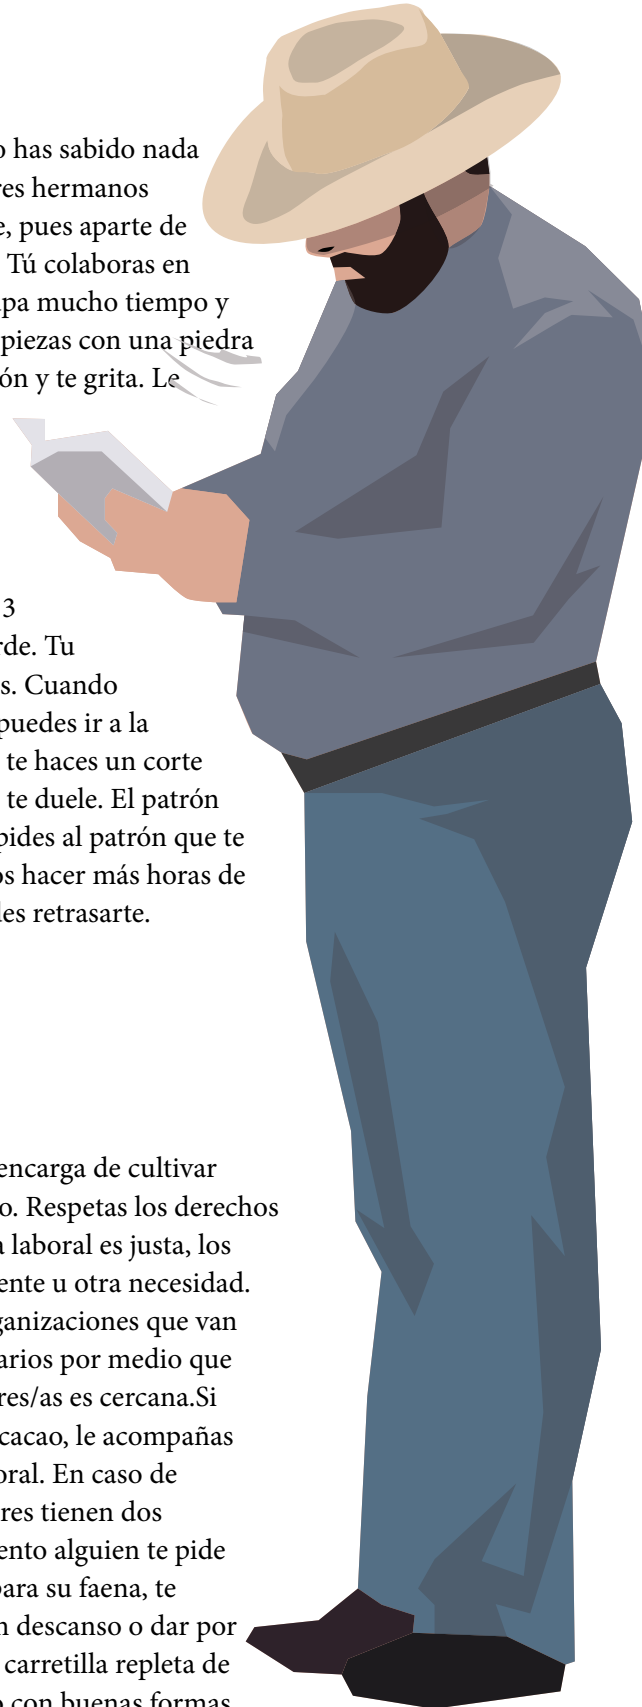 o has sabido nada
res hermanos
e, pues aparte de
Tú colaboras en
upa mucho tiempo y
piezas con una piedra
ón y te grita. Le
3
rde. Tu
s. Cuando
puedes ir a la
te haces un corte
te duele. El patrón
pides al patrón que te
os hacer más horas de
des retrasarte.
encarga de cultivar
o. Respetas los derechos
a laboral es justa, los
ente u otra necesidad.
ganizaciones que van
arios por medio que
res/as es cercana.Si
cacao, le acompañas
oral. En caso de
res tienen dos
ento alguien te pide
para su faena, te
n descanso o dar por
carretilla repleta de
o con buenas formas